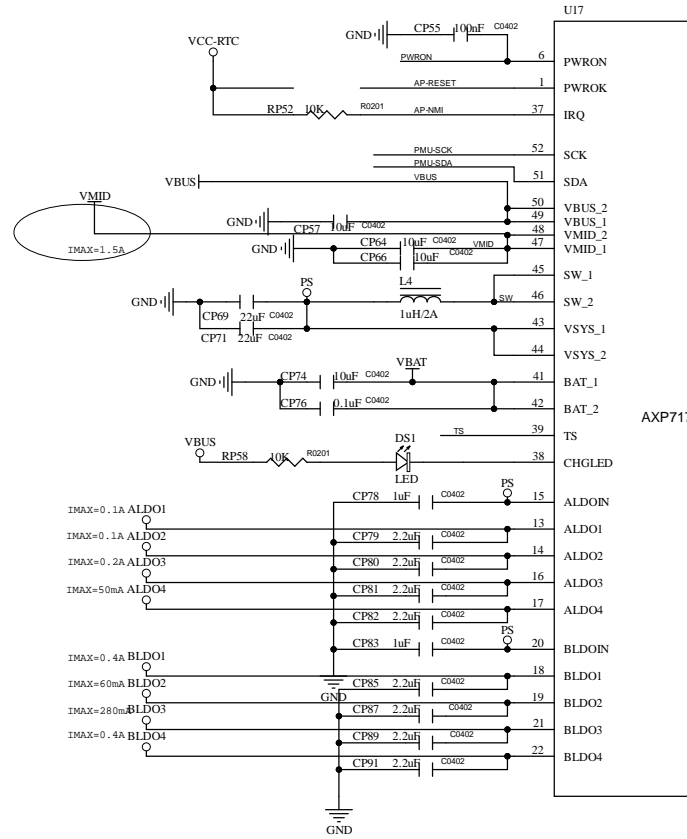 U17
GND CP55 100nF C0402
VCC-RTC
PWRON 6 PWRON
AP-RESET 1 PWROK
RP52 10K R0201 AP-NMI 37 IRQ
PMU-SCK 52 SCK
PMU-SDA 51 SDA
VBUS VBUS 50 VBUS_2
VMID
GND CP57 10uF C0402 49 VBUS_1
48 VMID_2
IMAX=1.5A GND CP64 10uF C0402 VMID 47 VMID_1
CP66 10uF C0402
L4 45 SW_1
PS
GND CP69 22uF C0402 1uH/2A SW 46 SW_2
CP71 22uF C0402 43 VSYS_1
44 VSYS_2
VBAT
GND CP74 10uF C0402 41 BAT_1
CP76 0.1uF C0402 42 BAT_2
AXP717
TS 39 TS
VBUS RP58 10K R0201 DS1 LED 38 CHGLED
PS
CP78 1uF C0402 15 ALDOIN
IMAX=0.1A ALDO1 13 ALDO1
CP79 2.2uF C0402
IMAX=0.1A ALDO2 14 ALDO2
CP80 2.2uF C0402
IMAX=0.2A ALDO3 16 ALDO3
CP81 2.2uF C0402
IMAX=50mA ALDO4 17 ALDO4
CP82 2.2uF C0402
PS
CP83 1uF C0402 20 BLDOIN
IMAX=0.4A BLDO1 18 BLDO1
GND
CP85 2.2uF C0402
IMAX=60mA BLDO2 19 BLDO2
CP87 2.2uF C0402
IMAX=280mA BLDO3 21 BLDO3
CP89 2.2uF C0402
IMAX=0.4A BLDO4 22 BLDO4
CP91 2.2uF C0402
GND